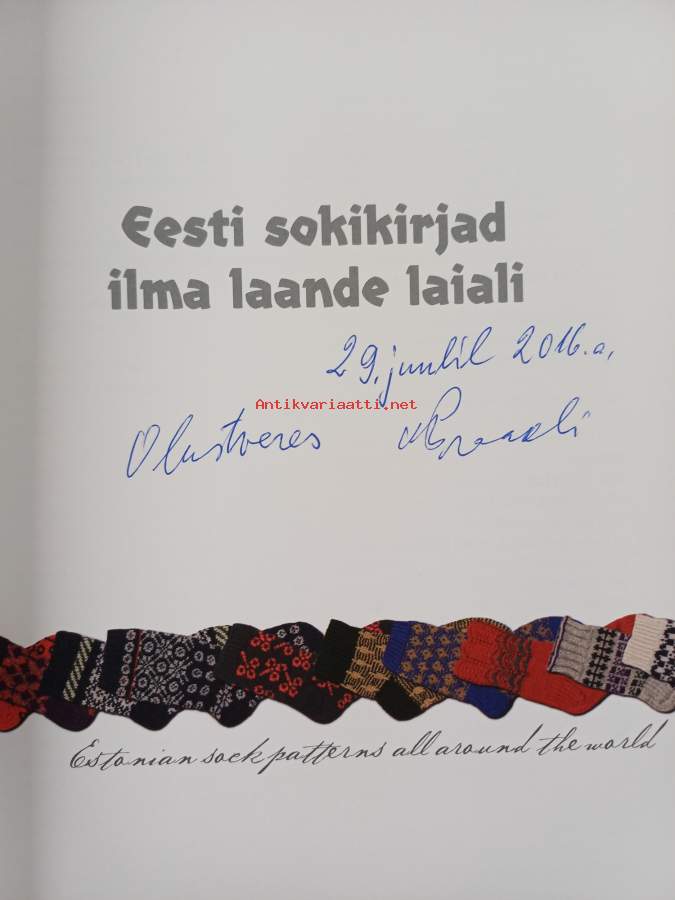 Eesti sokikirjad
ilma laande laiali
29. juulil 2016.a.
Antikvariaatti.net
Olustveres
Estonian sock patterns all around the world